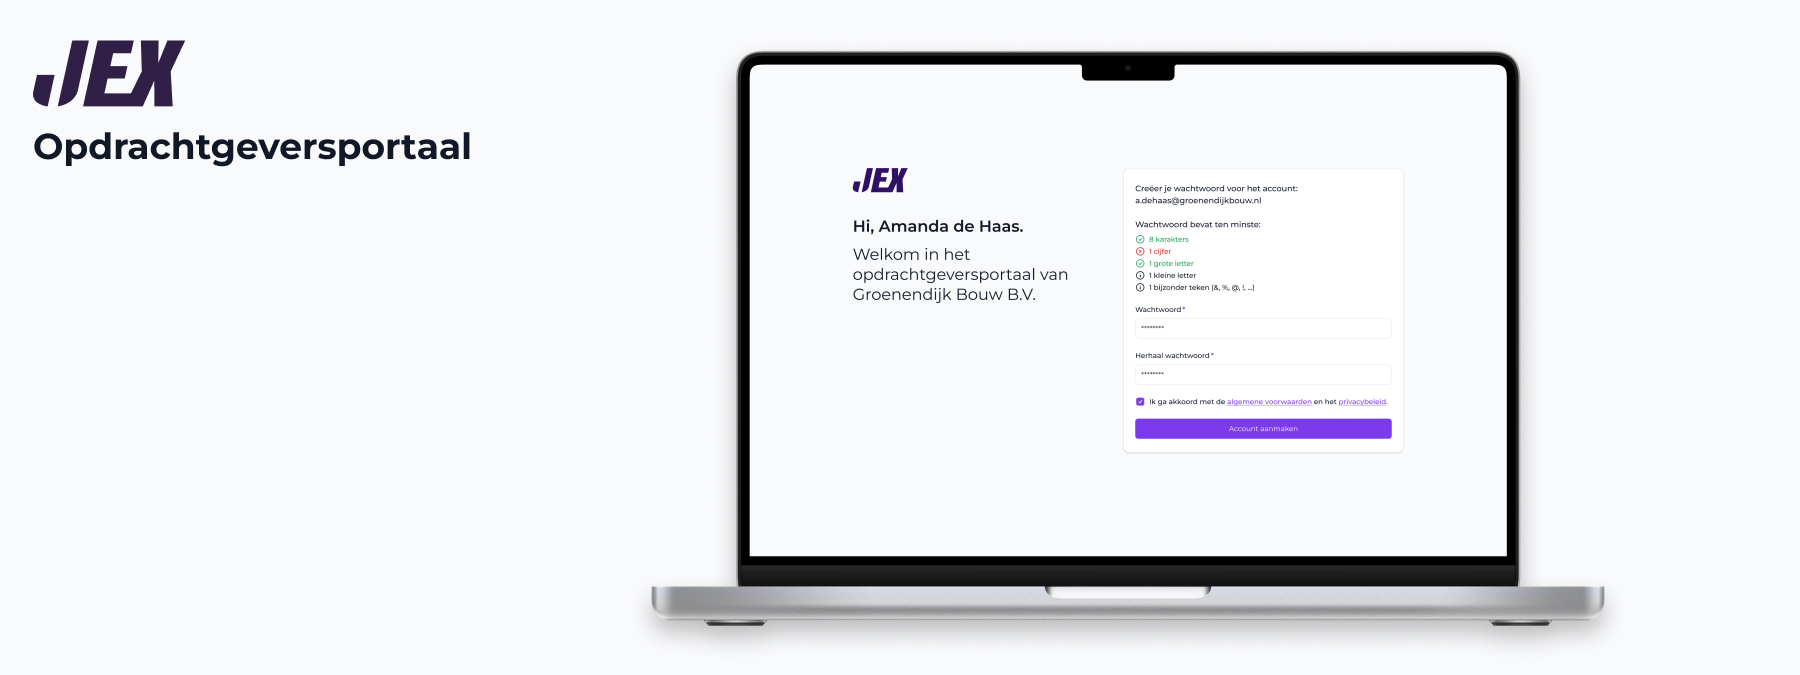 JEX
Opdrachtgeversportaal
JEX
Hi, Amanda de Haas.
Welkom in het
opdrachtgeversportaal van
Groenendijk Bouw B.V.
Creëer je wachtwoord voor het account:
a.dehaas@groenendijkbouw.nl
Wachtwoord bevat ten minste:
8 karakters
1 cijfer
1 grote letter
1 kleine letter
1 bijzonder teken (&, %, @, !, ...)
Wachtwoord*
********
Herhaal wachtwoord*
********
Ik ga akkoord met de algemene voorwaarden en het privacybeleid.
Account aanmaken